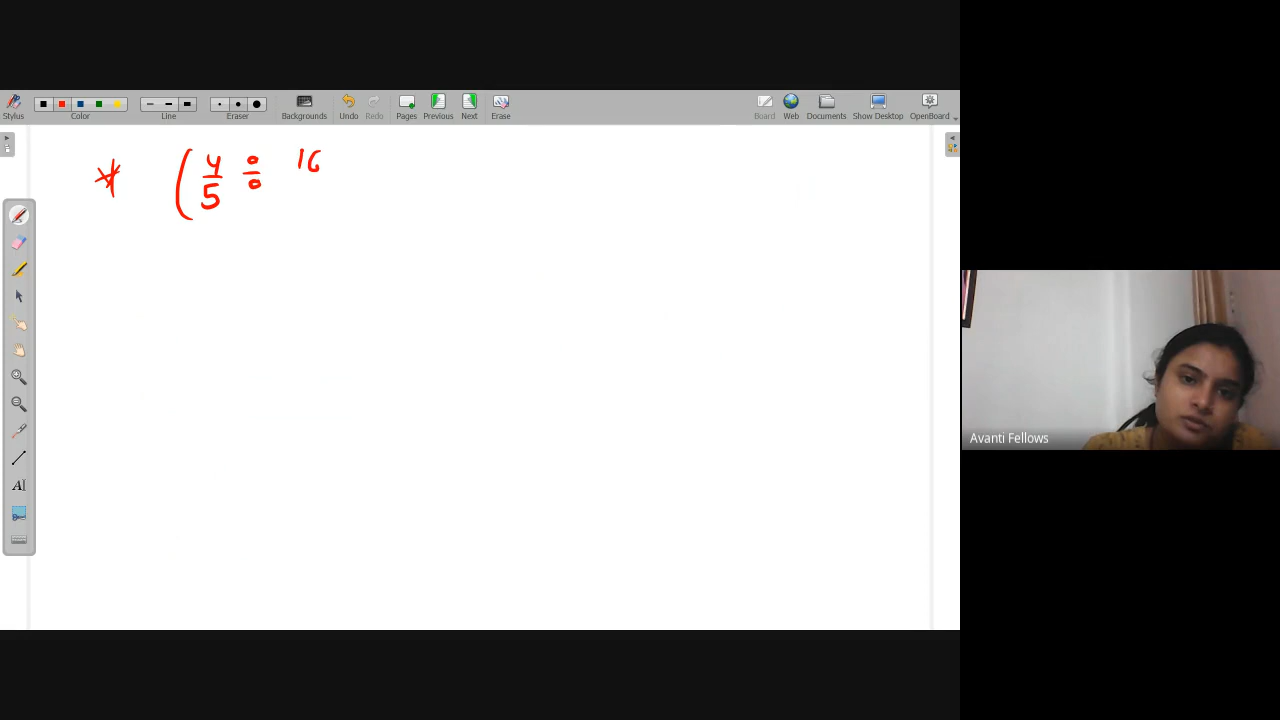 Stylus Color Line Eraser Backgrounds Undo Redo Pages Previous Next Erase Board Web Documents Show Desktop OpenBoard
* ( 4/5 ÷ 16
A
Avanti Fellows